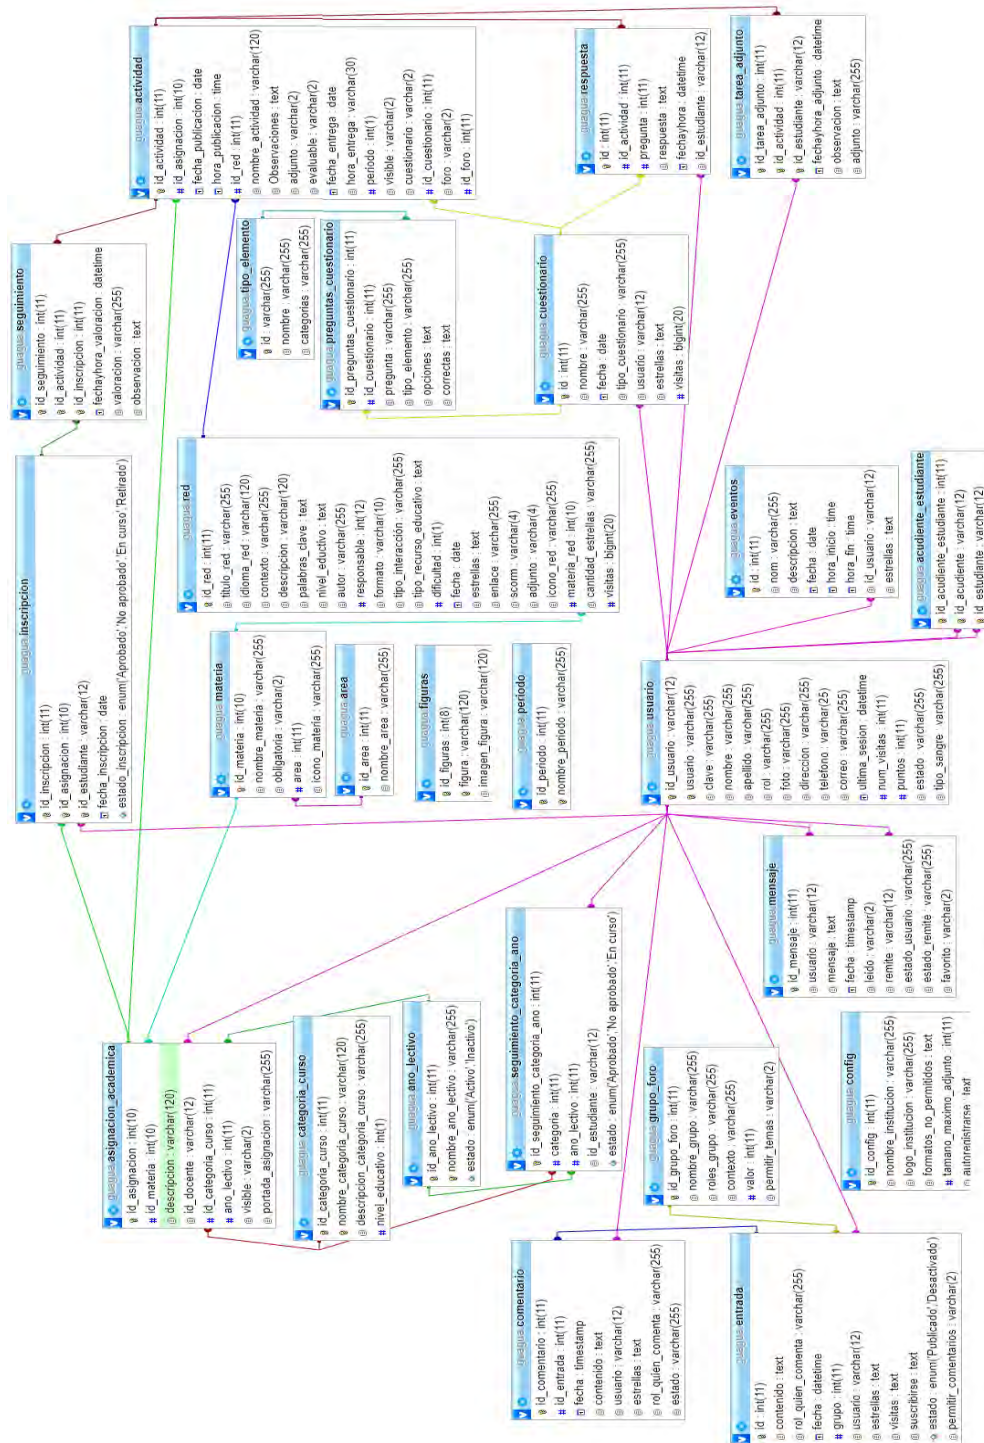 guagua asignacion_academica
id_asignacion : int(10)
id_materia : int(10)
descripcion : varchar(120)
id_docente : varchar(12)
id_categoria_curso : int(11)
ano_lectivo : int(11)
visible : varchar(2)
portada_asignacion : varchar(255)
guagua categoria_curso
id_categoria_curso : int(11)
nombre_categoria_curso : varchar(120)
descripcion_categoria_curso : varchar(255)
nivel_educativo : int(1)
guagua ano_lectivo
id_ano_lectivo : int(11)
nombre_ano_lectivo : varchar(255)
estado : enum('Activo','Inactivo')
guagua seguimiento_categoria_ano
id_seguimiento_categoria_ano : int(11)
categoria : int(11)
ano_lectivo : int(11)
id_estudiante : varchar(12)
estado : enum('Aprobado','No aprobado','En curso')
guagua comentario
id_comentario : int(11)
id_entrada : int(11)
fecha : timestamp
contenido : text
usuario : varchar(12)
estrellas : text
rol_quien_comenta : varchar(255)
estado : varchar(255)
guagua grupo_foro
id_grupo_foro : int(11)
nombre_grupo : varchar(255)
roles_grupo : varchar(255)
contexto : varchar(255)
valor : int(11)
permitir_temas : varchar(2)
guagua entrada
id : int(11)
contenido : text
rol_quien_comenta : varchar(255)
fecha : datetime
grupo : int(11)
usuario : varchar(12)
estrellas : text
visitas : text
suscribirse : text
estado : enum('Publicado','Desactivado')
permitir_comentarios : varchar(2)
guagua config
id_config : int(11)
nombre_institucion : varchar(255)
logo_institucion : varchar(255)
formatos_no_permitidos : text
tamano_maximo_adjunto : int(11)
autoregistrarse : text
guagua mensaje
id_mensaje : int(11)
usuario : varchar(12)
mensaje : text
fecha : timestamp
leido : varchar(2)
remite : varchar(12)
estado_usuario : varchar(255)
estado_remite : varchar(255)
favorito : varchar(2)
guagua inscripcion
id_inscripcion : int(11)
id_asignacion : int(10)
id_estudiante : varchar(12)
fecha_inscripcion : date
estado_inscripcion : enum('Aprobado','No aprobado','En curso','Retirado')
guagua materia
id_materia : int(10)
nombre_materia : varchar(255)
obligatoria : varchar(2)
area : int(11)
icono_materia : varchar(255)
guagua area
id_area : int(11)
nombre_area : varchar(255)
guagua figuras
id_figuras : int(8)
figura : varchar(120)
imagen_figura : varchar(120)
guagua periodo
id_periodo : int(11)
nombre_periodo : varchar(255)
guagua usuario
id_usuario : varchar(12)
usuario : varchar(255)
clave : varchar(255)
nombre : varchar(255)
apellido : varchar(255)
rol : varchar(255)
foto : varchar(255)
direccion : varchar(255)
telefono : varchar(25)
correo : varchar(255)
ultima_sesion : datetime
num_visitas : int(11)
puntos : int(11)
estado : varchar(255)
tipo_sangre : varchar(255)
guagua red
id_red : int(11)
titulo_red : varchar(255)
idioma_red : varchar(120)
contexto : varchar(255)
descripcion : varchar(120)
palabras_clave : text
nivel_eductivo : text
autor : varchar(255)
responsable : int(12)
formato : varchar(10)
tipo_interacción : varchar(255)
tipo_recurso_educativo : text
dificultad : int(1)
fecha : date
estrellas : text
enlace : varchar(255)
scorm : varchar(4)
adjunto : varchar(4)
icono_red : varchar(255)
materia_red : int(10)
cantidad_estrellas : varchar(255)
visitas : bigint(20)
guagua eventos
id : int(11)
nom : varchar(255)
descripcion : text
fecha : date
hora_inicio : time
hora_fin : time
id_usuario : varchar(12)
estrellas : text
guagua acudiente_estudiante
id_acudiente_estudiante : int(11)
id_acudiente : varchar(12)
id_estudiante : varchar(12)
guagua seguimiento
id_seguimiento : int(11)
id_actividad : int(11)
id_inscripcion : int(11)
fechayhora_valoracion : datetime
valoracion : varchar(255)
observacion : text
guagua tipo_elemento
id : varchar(255)
nombre : varchar(255)
categorias : varchar(255)
guagua preguntas_cuestionario
id_preguntas_cuestionario : int(11)
id_cuestionario : int(11)
pregunta : varchar(255)
tipo_elemento : varchar(255)
opciones : text
correctas : text
guagua cuestionario
id : int(11)
nombre : varchar(255)
fecha : date
tipo_cuestionario : varchar(255)
usuario : varchar(12)
estrellas : text
visitas : bigint(20)
guagua actividad
id_actividad : int(11)
id_asignacion : int(10)
fecha_publicacion : date
hora_publicacion : time
id_red : int(11)
nombre_actividad : varchar(120)
Observaciones : text
adjunto : varchar(2)
evaluable : varchar(2)
fecha_entrega : date
hora_entrega : varchar(30)
periodo : int(1)
visible : varchar(2)
cuestionario : varchar(2)
id_cuestionario : int(11)
foro : varchar(2)
id_foro : int(11)
guagua respuesta
id : int(11)
id_actividad : int(11)
pregunta : int(11)
respuesta : text
fechayhora : datetime
id_estudiante : varchar(12)
guagua tarea_adjunto
id_tarea_adjunto : int(11)
id_actividad : int(11)
id_estudiante : varchar(12)
fechayhora_adjunto : datetime
observacion : text
adjunto : varchar(255)